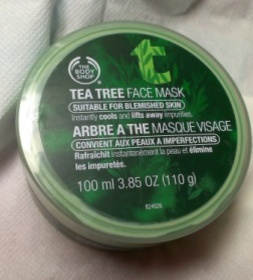 THE
BODY
SHOP
TEA TREE FACE MASK
SUITABLE FOR BLEMISHED SKIN
Instantly cools and lifts away impurities.
ARBRE A THE MASQUE VISAGE
CONVIENT AUX PEAUX A IMPERFECTIONS
Rafraîchit instantanément la peau et élimine
les impuretés.
100 ml 3.85 OZ (110 g)